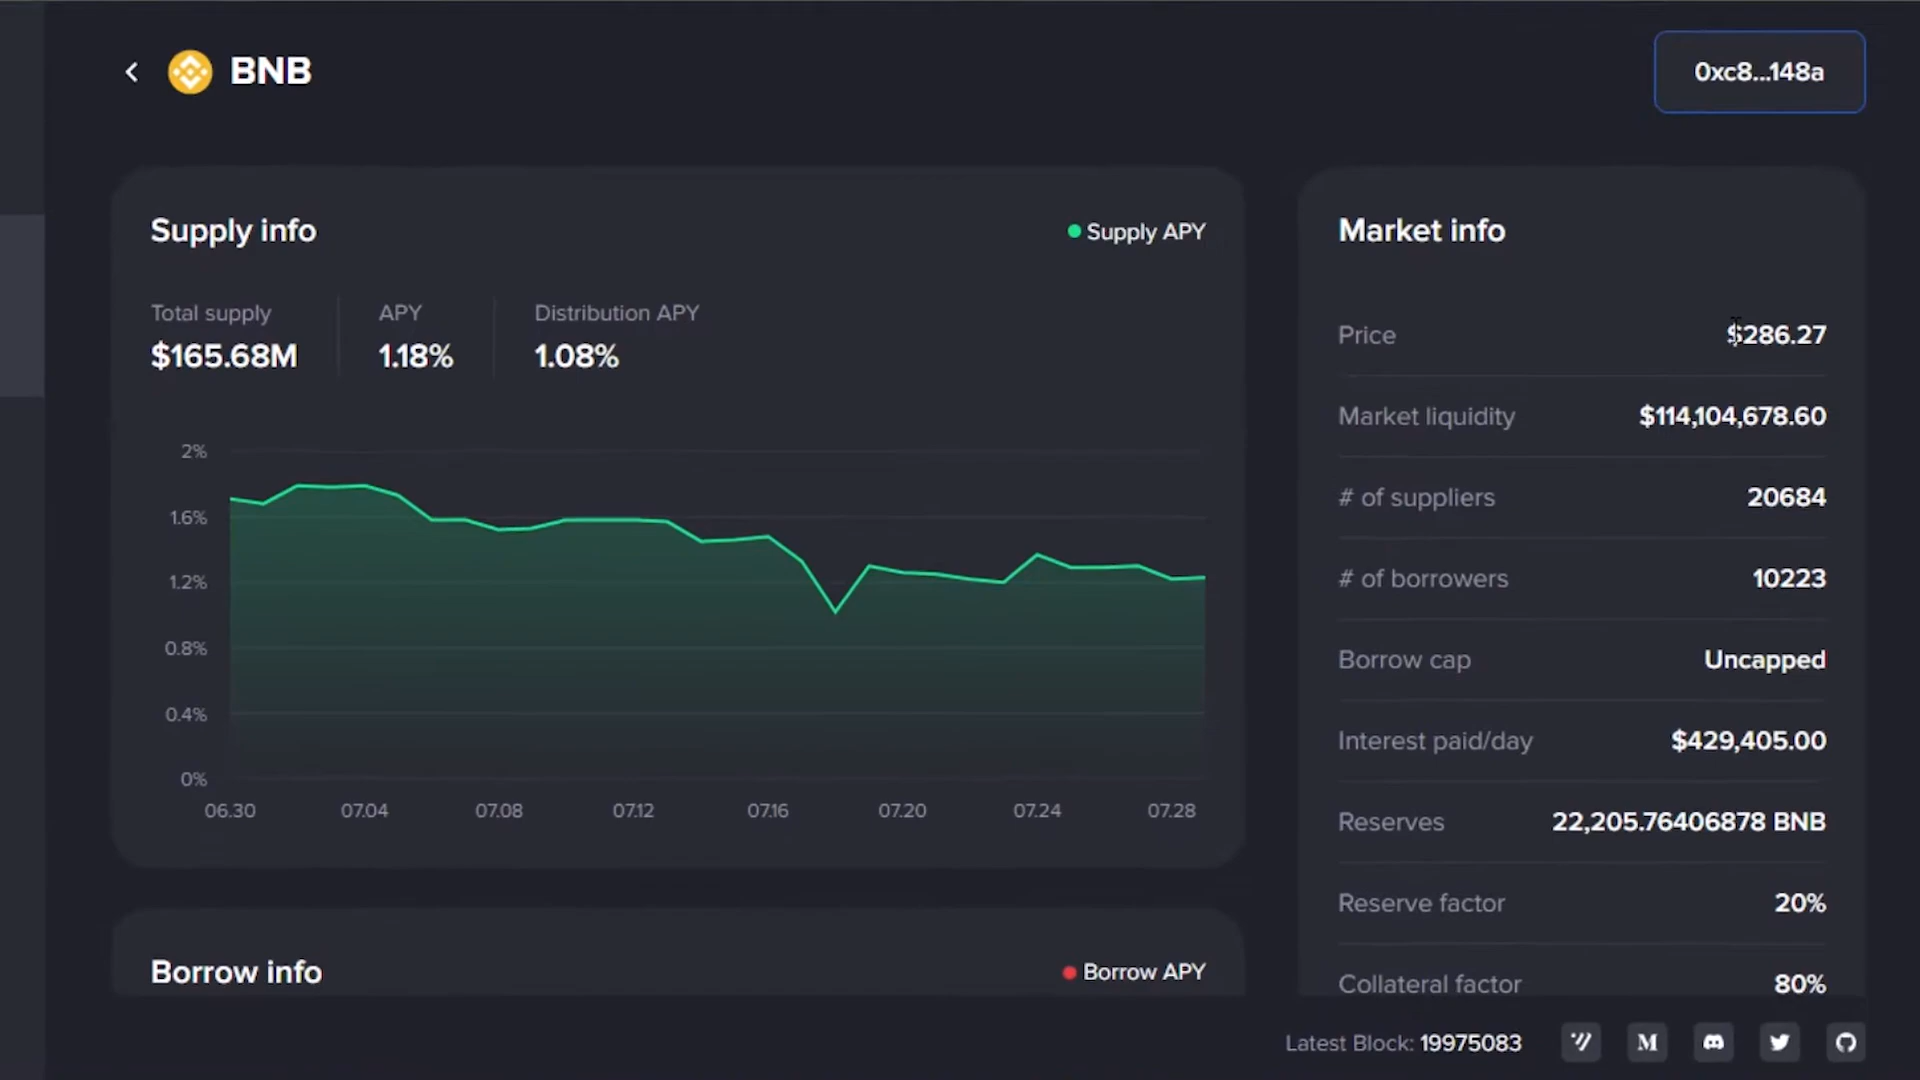 BNB
0xc8...148a
Supply info
Supply APY
Total supply
APY
Distribution APY
$165.68M
1.18%
1.08%
2%
1.6%
1.2%
0.8%
0.4%
0%
06.30
07.04
07.08
07.12
07.16
07.20
07.24
07.28
Borrow info
Borrow APY
Market info
Price
$286.27
Market liquidity
$114,104,678.60
# of suppliers
20684
# of borrowers
10223
Borrow cap
Uncapped
Interest paid/day
$429,405.00
Reserves
22,205.76406878 BNB
Reserve factor
20%
Collateral factor
80%
Latest Block: 19975083